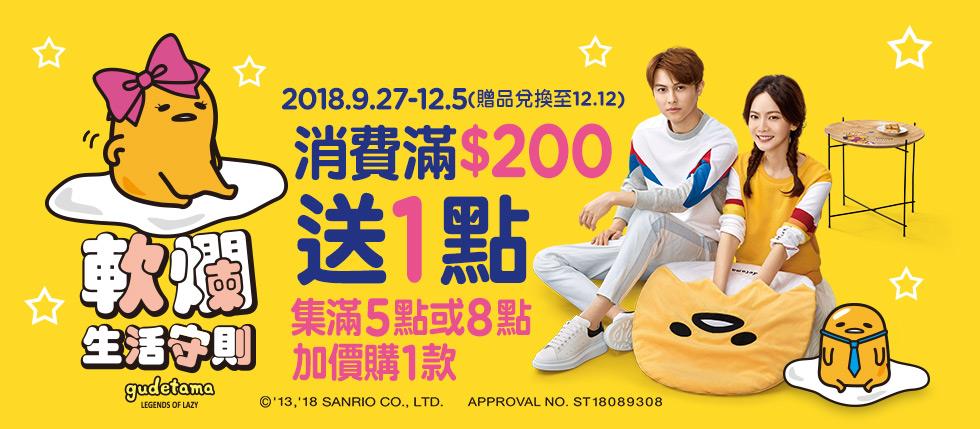 2018.9.27-12.5(贈品兌換至12.12)
消費滿$200
送1點
集滿5點或8點
加價購1款
軟爛
生活守則
gudetama
LEGENDS OF LAZY
gudetama
©'13,'18 SANRIO CO., LTD. APPROVAL NO. ST18089308